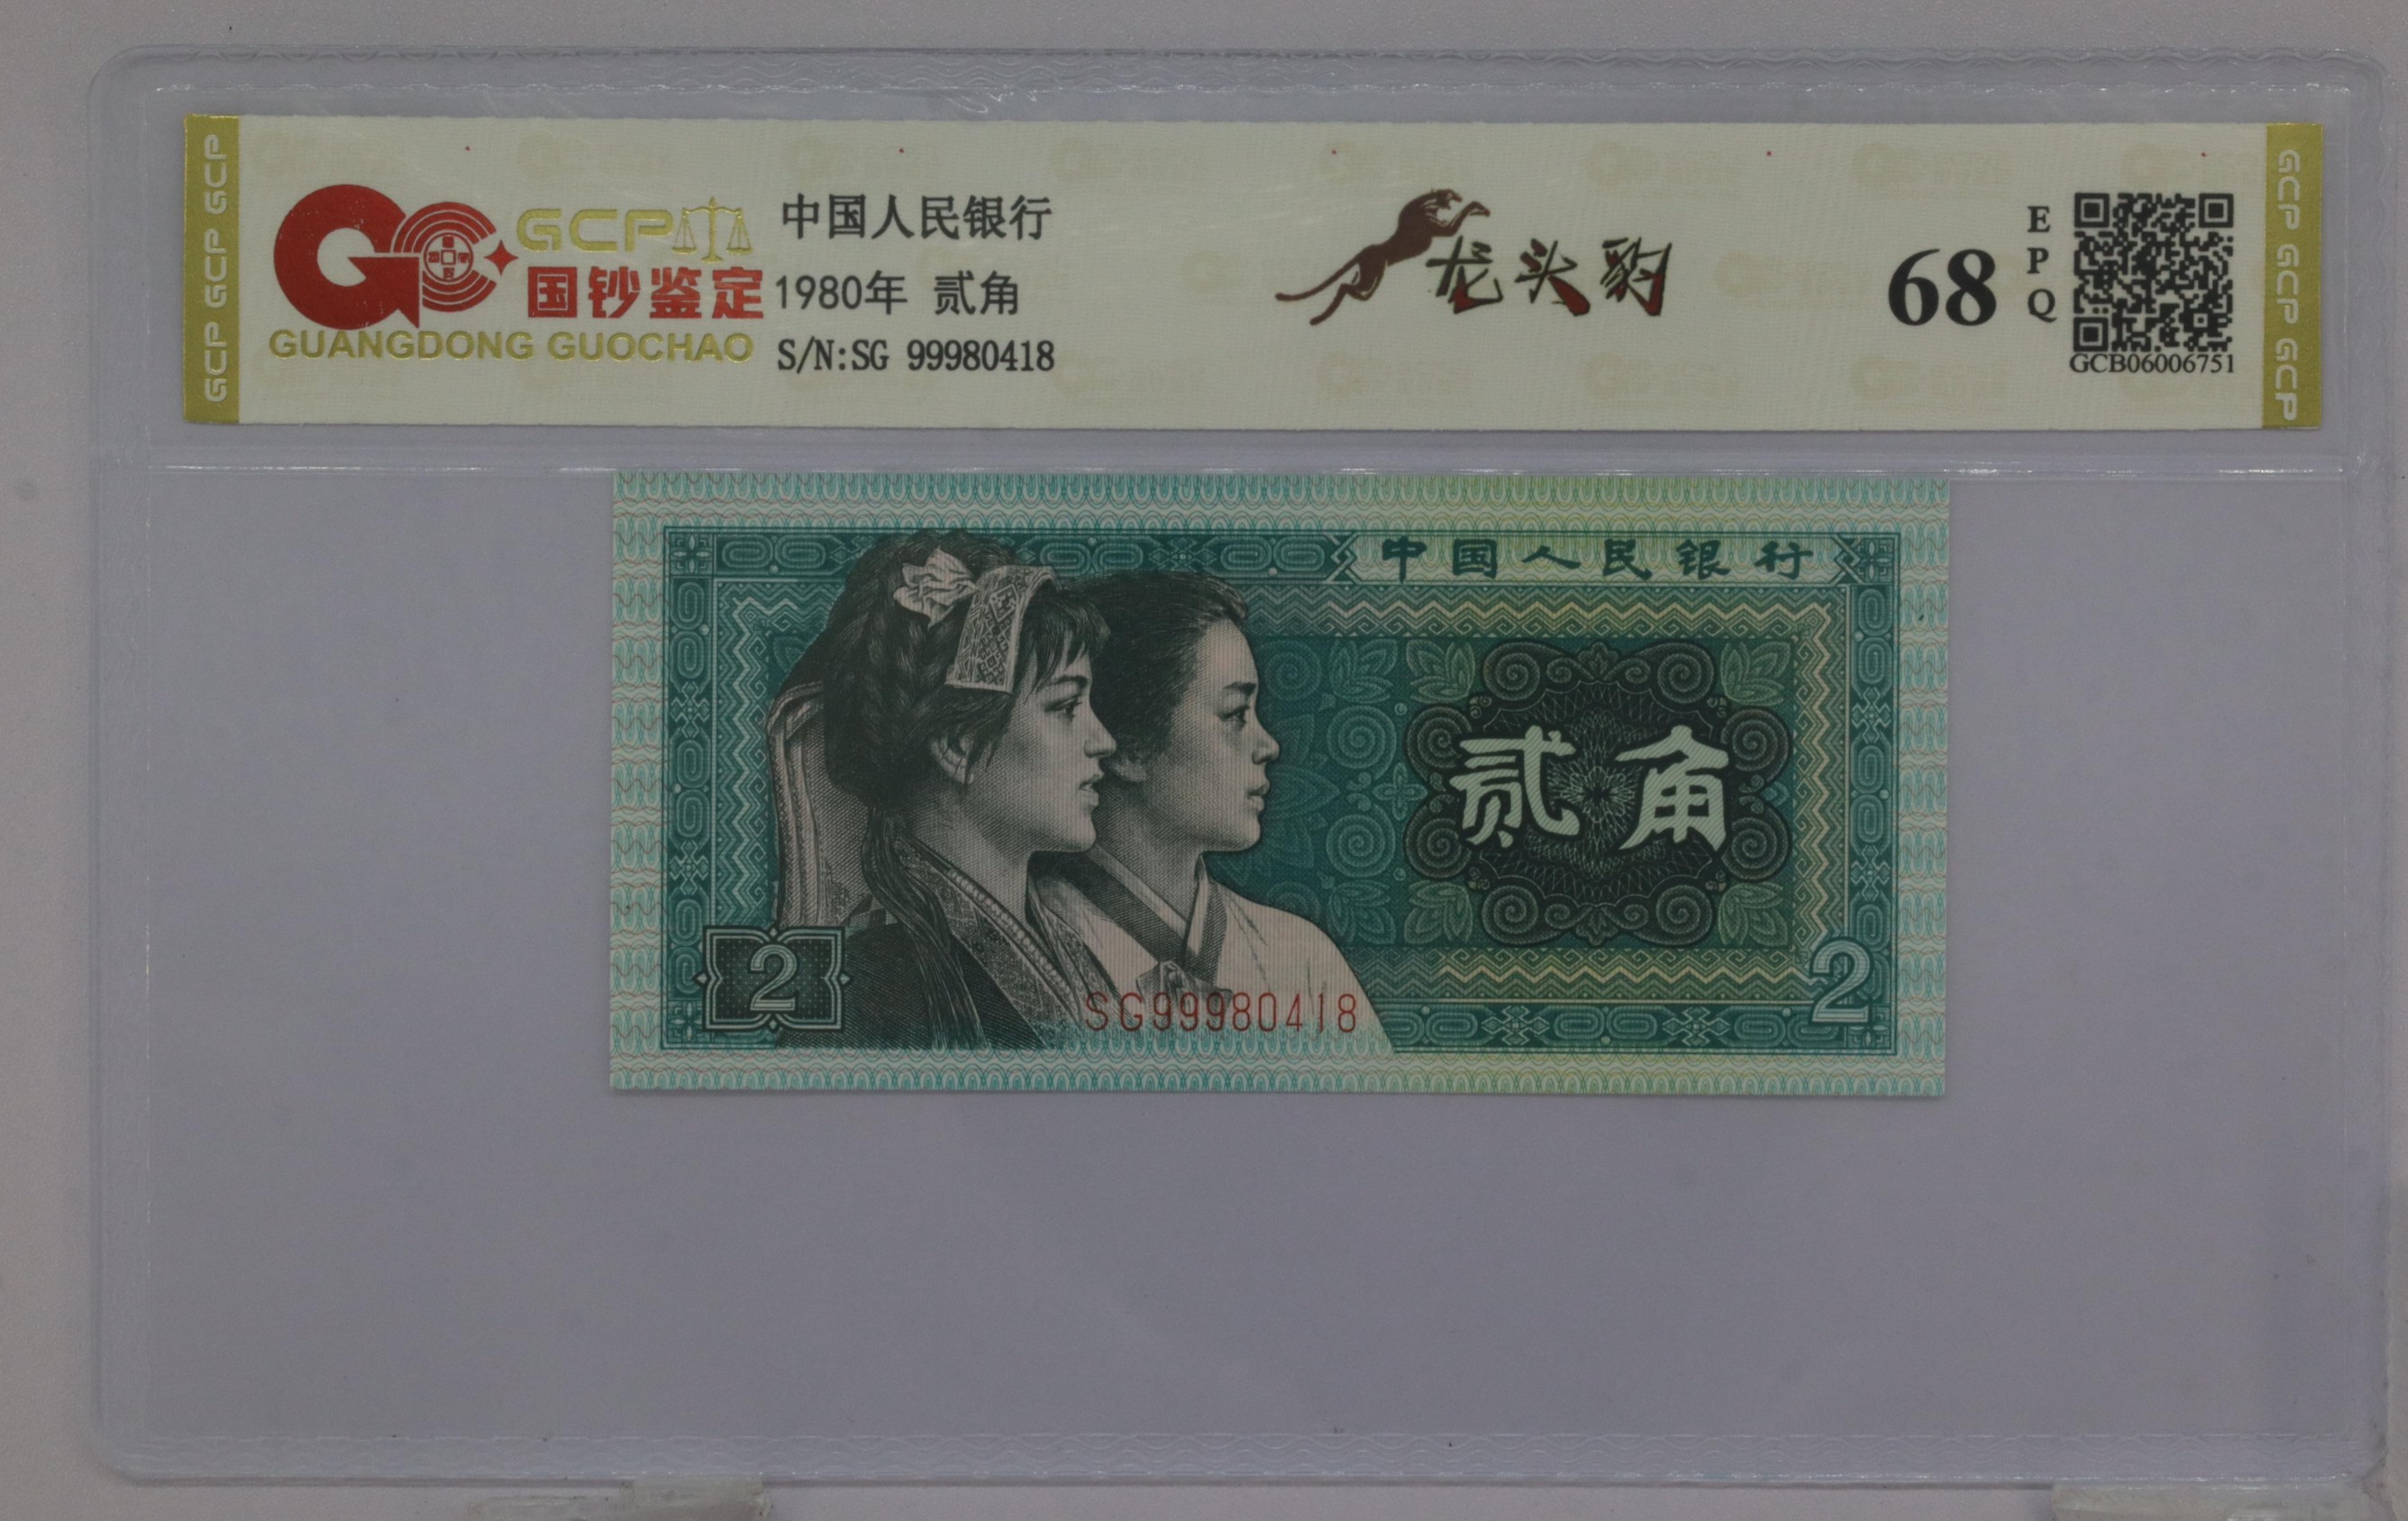 GCP GCP GCP
GCP
国钞鉴定
GUANGDONG GUOCHAO
中国人民银行
1980年 贰角
S/N:SG 99980418
龙头豹
68
EPQ
GCB06006751
GCP GCP GCP
中国人民银行
贰角
2
SG99980418
2